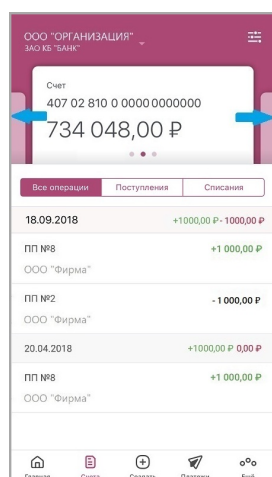 ООО "ОРГАНИЗАЦИЯ"
ЗАО КБ "БАНК"
Счет
407 02 810 0 0000 0000000
734 048,00 ₽
Все операции Поступления Списания
18.09.2018 +1000,00 ₽ - 1000,00 ₽
ПП №8 +1 000,00 ₽
ООО "Фирма"
ПП №2 - 1 000,00 ₽
ООО "Фирма"
20.04.2018 +1000,00 ₽ 0,00 ₽
ПП №8 +1 000,00 ₽
ООО "Фирма"
Главная Счета Создать Платежи Ещё